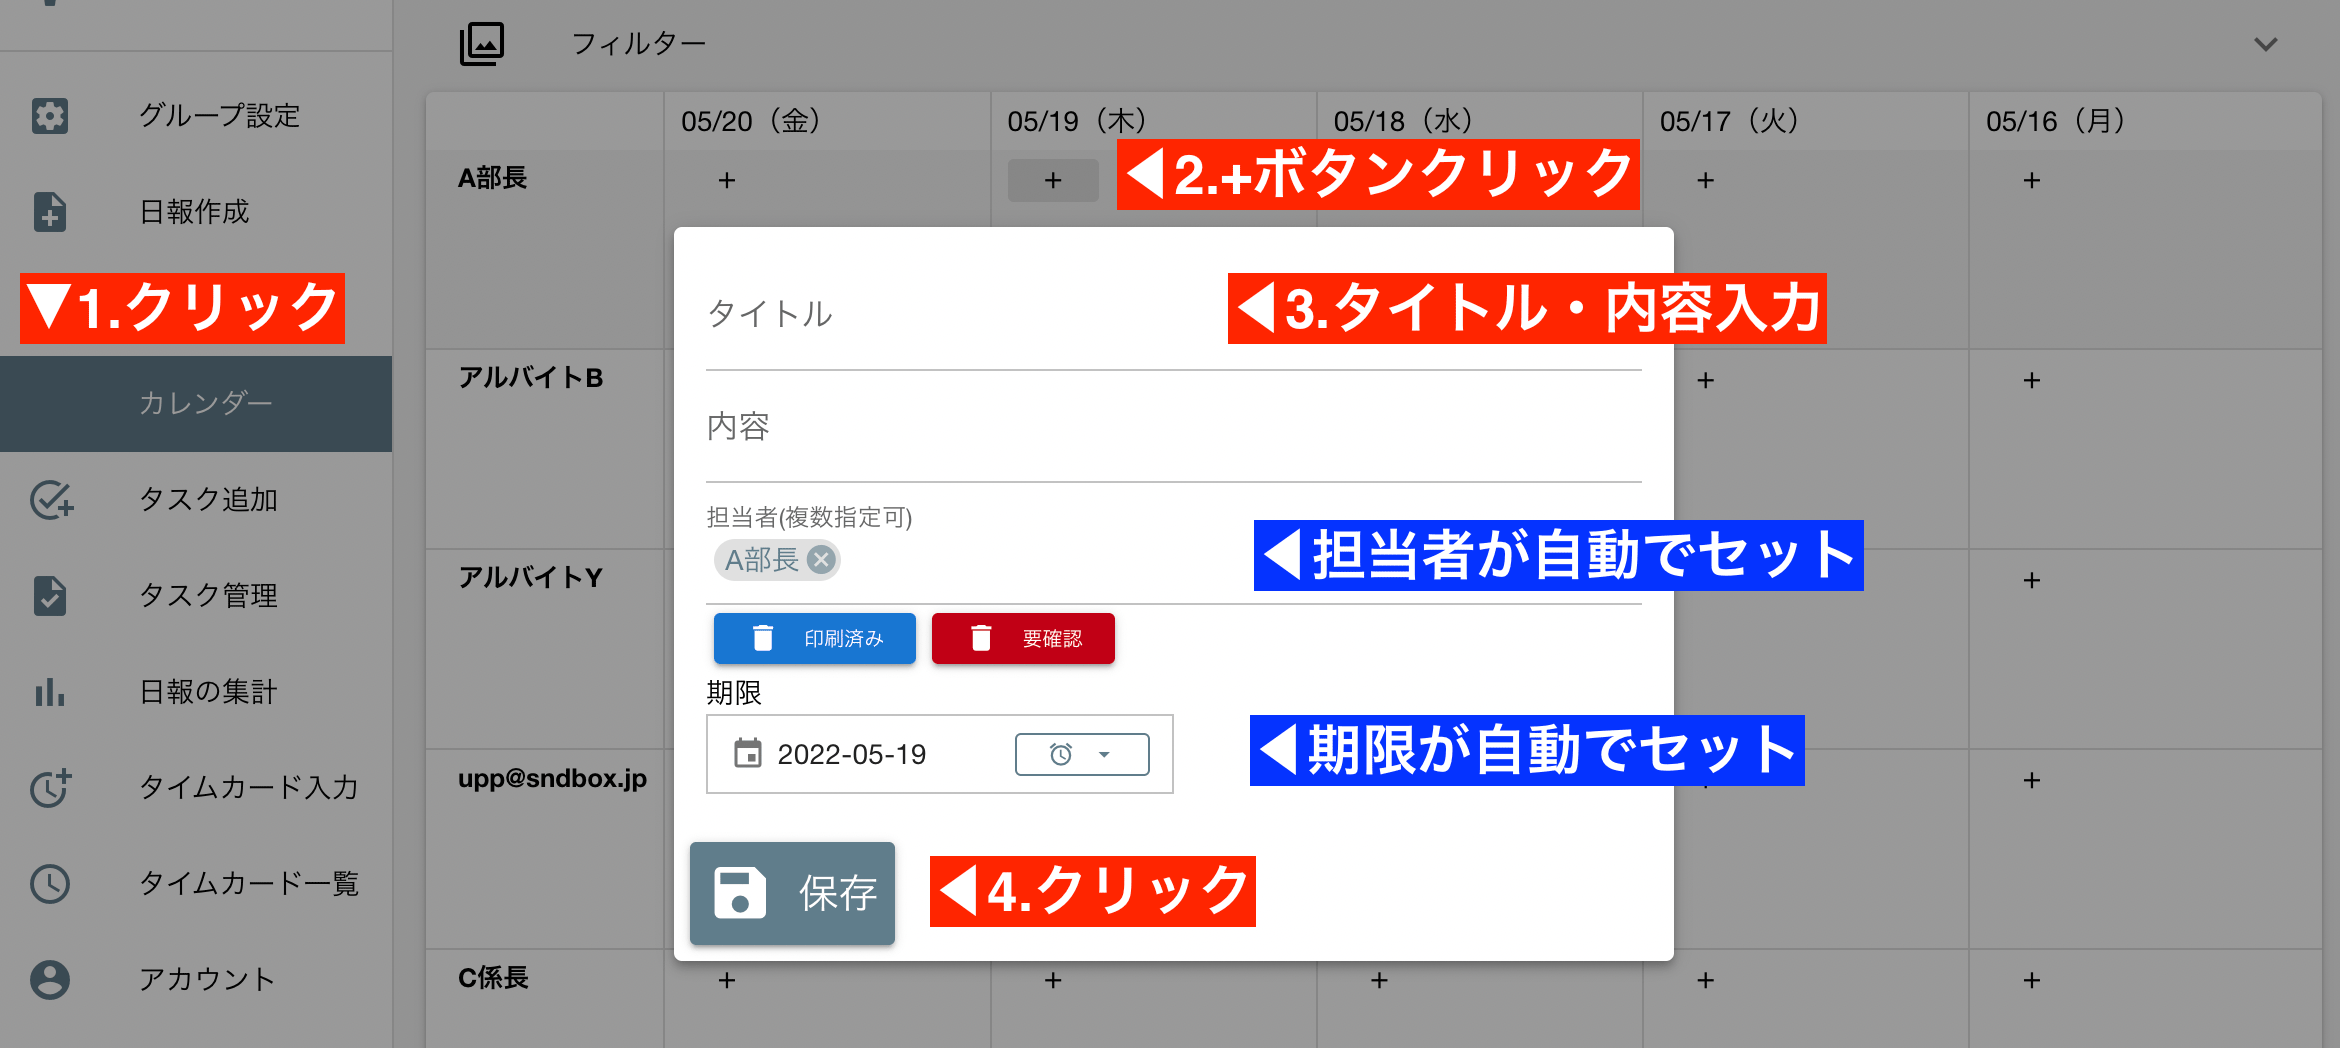 フィルター
グループ設定
日報作成
▼1.クリック
カレンダー
タスク追加
タスク管理
日報の集計
タイムカード入力
タイムカード一覧
アカウント
05/20（金） 05/19（木） 05/18（水） 05/17（火） 05/16（月）
A部長 + + + +
◀2.+ボタンクリック
アルバイトB + +
アルバイトY +
upp@sndbox.jp +
C係長 + + + + +
タイトル
◀3.タイトル・内容入力
内容
担当者(複数指定可)
A部長
◀担当者が自動でセット
印刷済み 要確認
期限
2022-05-19
◀期限が自動でセット
保存
◀4.クリック